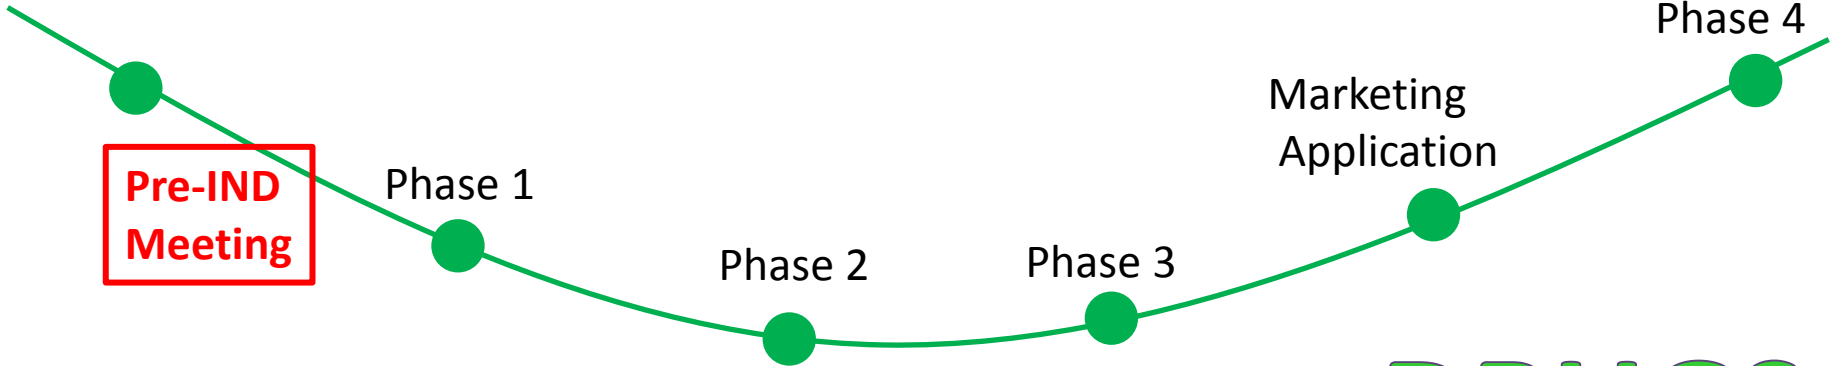 Pre-IND
Meeting
Phase 1
Phase 2
Phase 3
Marketing
Application
Phase 4